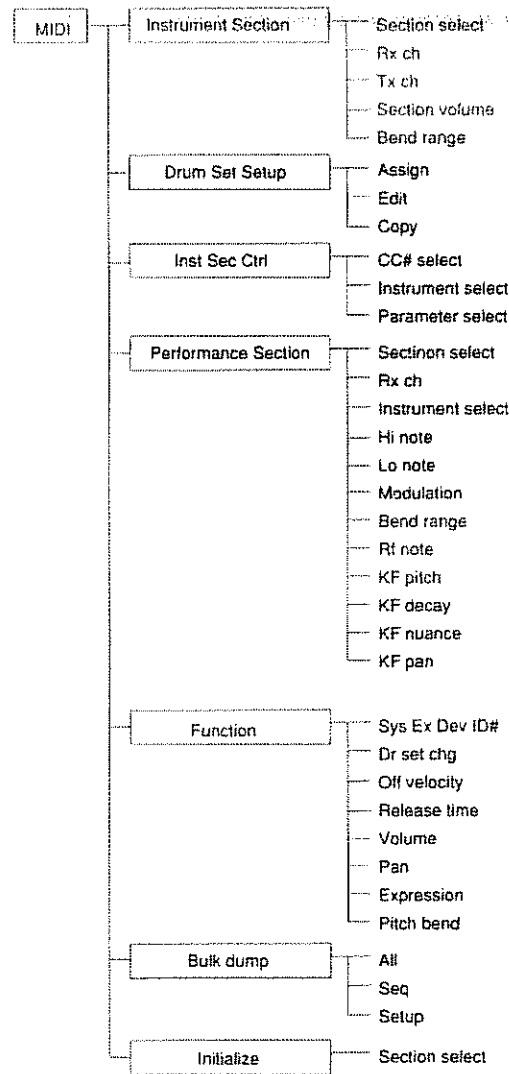 MIDI
Instrument Section
Section select
Rx ch
Tx ch
Section volume
Bend range
Drum Set Setup
Assign
Edit
Copy
Inst Sec Ctrl
CC# select
Instrument select
Parameter select
Performance Section
Sectinon select
Rx ch
Instrument select
Hi note
Lo note
Modulation
Bend range
Rf note
KF pitch
KF decay
KF nuance
KF pan
Function
Sys Ex Dev ID#
Dr set chg
Off velocity
Release time
Volume
Pan
Expression
Pitch bend
Bulk dump
All
Seq
Setup
Initialize
Section select